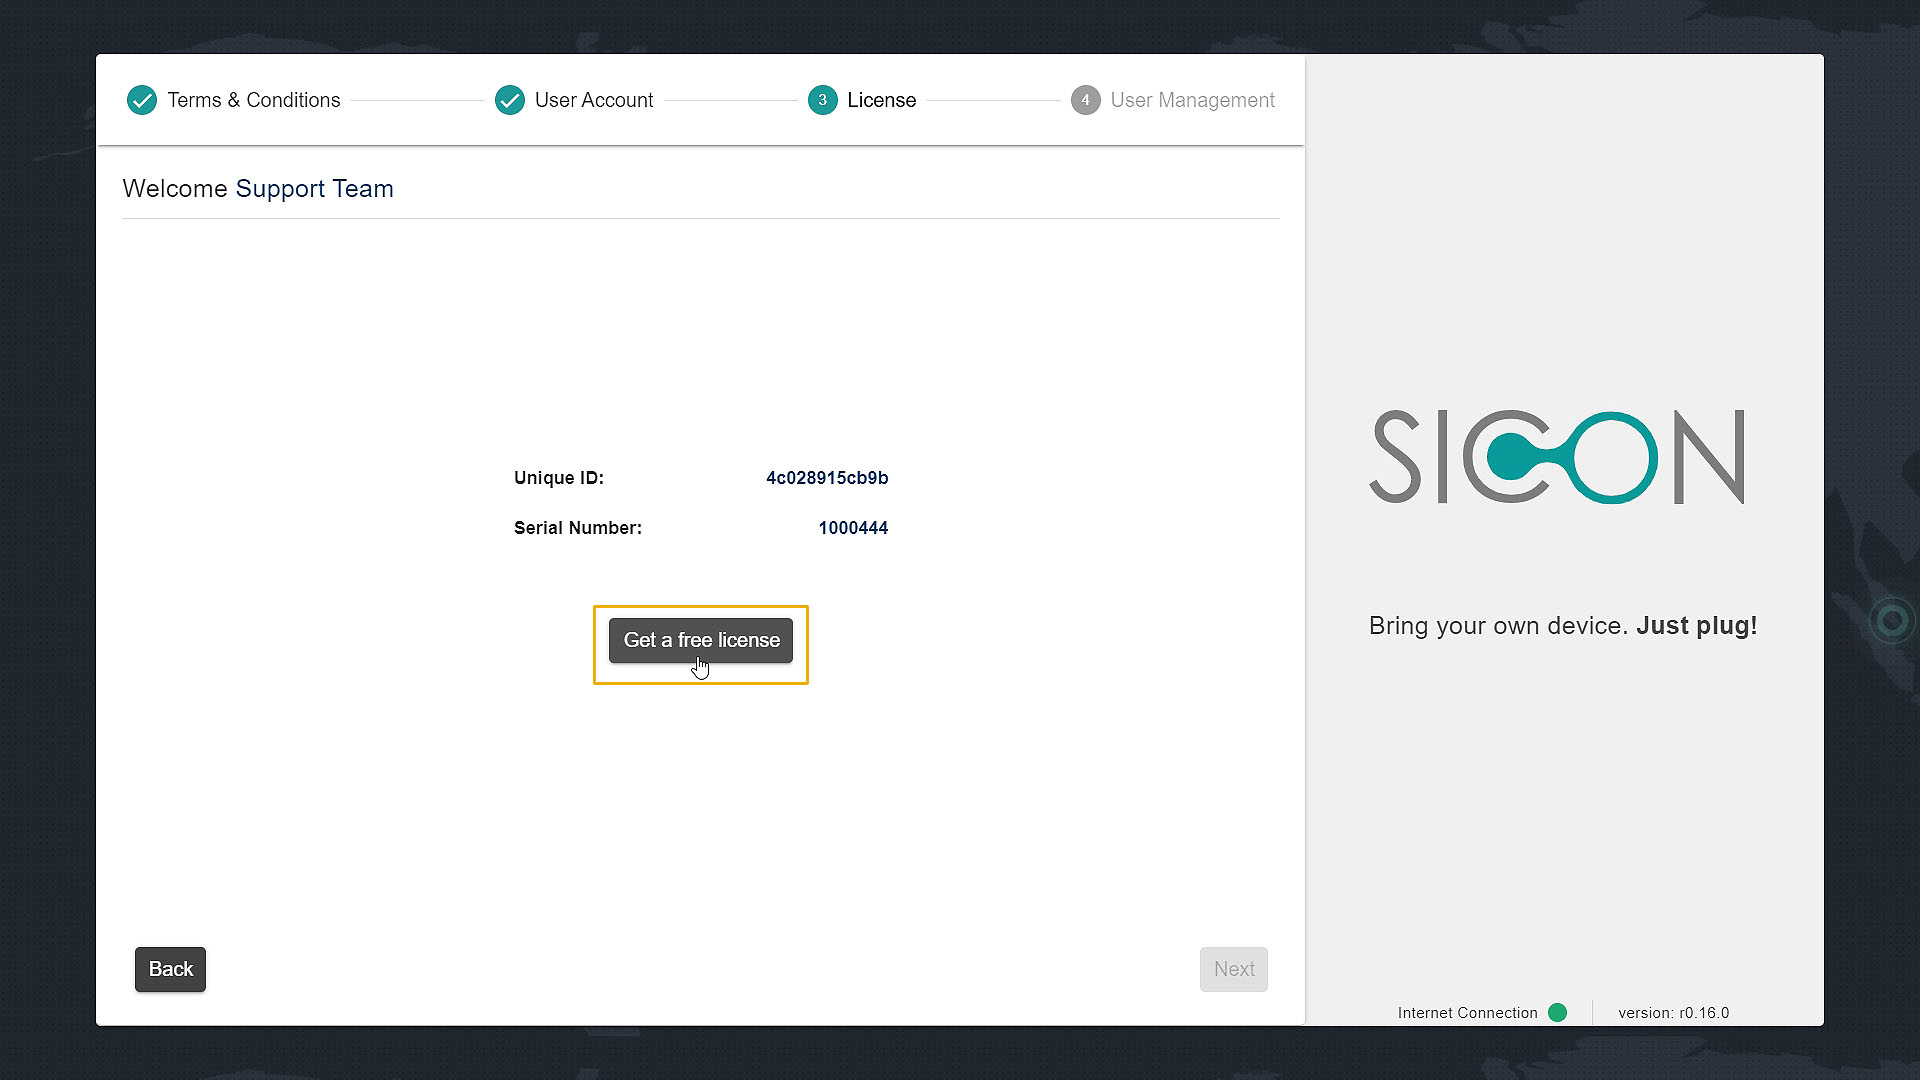 Terms & Conditions
User Account
3 License
4 User Management
Welcome Support Team
Unique ID: 4c028915cb9b
Serial Number: 1000444
Get a free license
Back
Next
SICON
Bring your own device. Just plug!
Internet Connection
version: r0.16.0